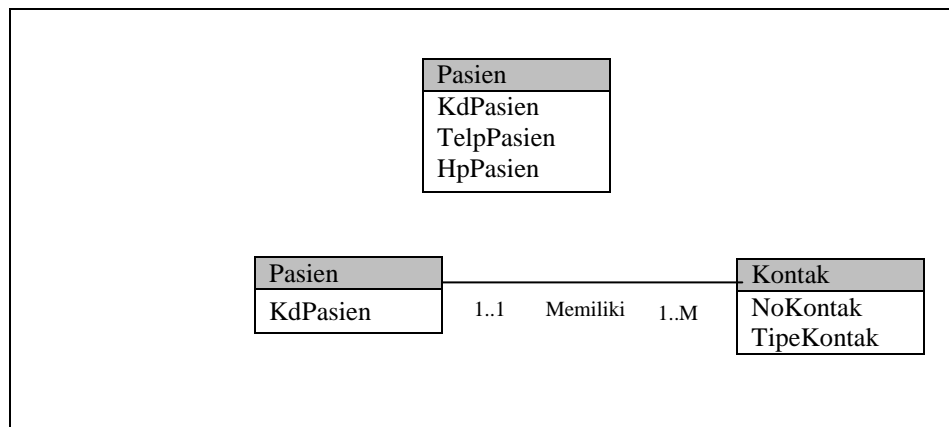 Pasien
KdPasien
TelpPasien
HpPasien
Pasien
KdPasien
1..1 Memiliki 1..M
Kontak
NoKontak
TipeKontak